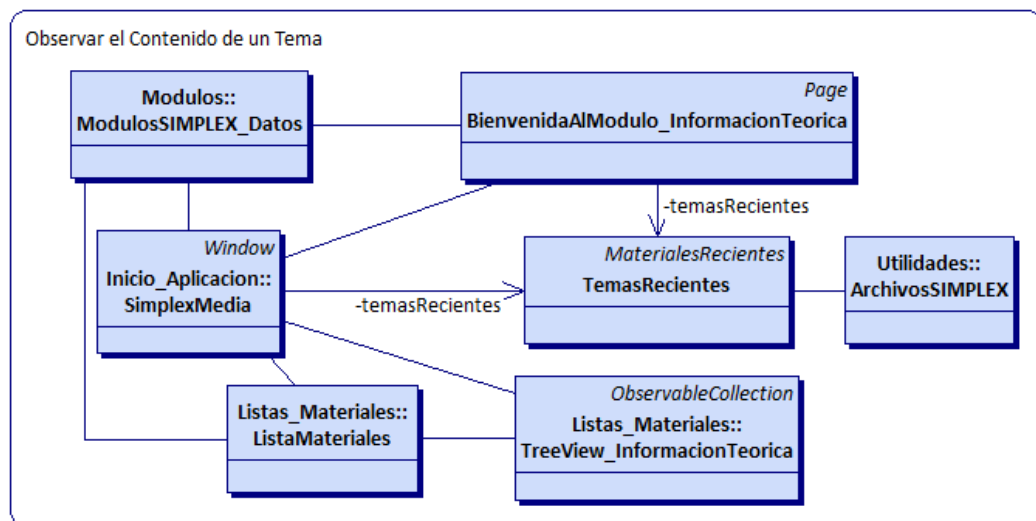 Observar el Contenido de un Tema
Modulos::
ModulosSIMPLEX_Datos
Page
BienvenidaAlModulo_InformacionTeorica
-temasRecientes
Window
Inicio_Aplicacion::
SimplexMedia
-temasRecientes
MaterialesRecientes
TemasRecientes
Utilidades::
ArchivosSIMPLEX
Listas_Materiales::
ListaMateriales
ObservableCollection
Listas_Materiales::
TreeView_InformacionTeorica